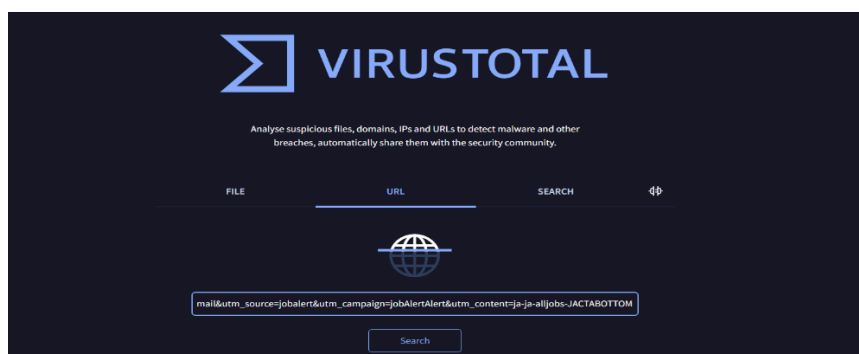 VIRUSTOTAL
Analyse suspicious files, domains, IPs and URLs to detect malware and other
breaches, automatically share them with the security community.
FILE URL SEARCH
mail&utm_source=jobalert&utm_campaign=jobAlertAlert&utm_content=ja-ja-alljobs-JACTABOTTOM
Search